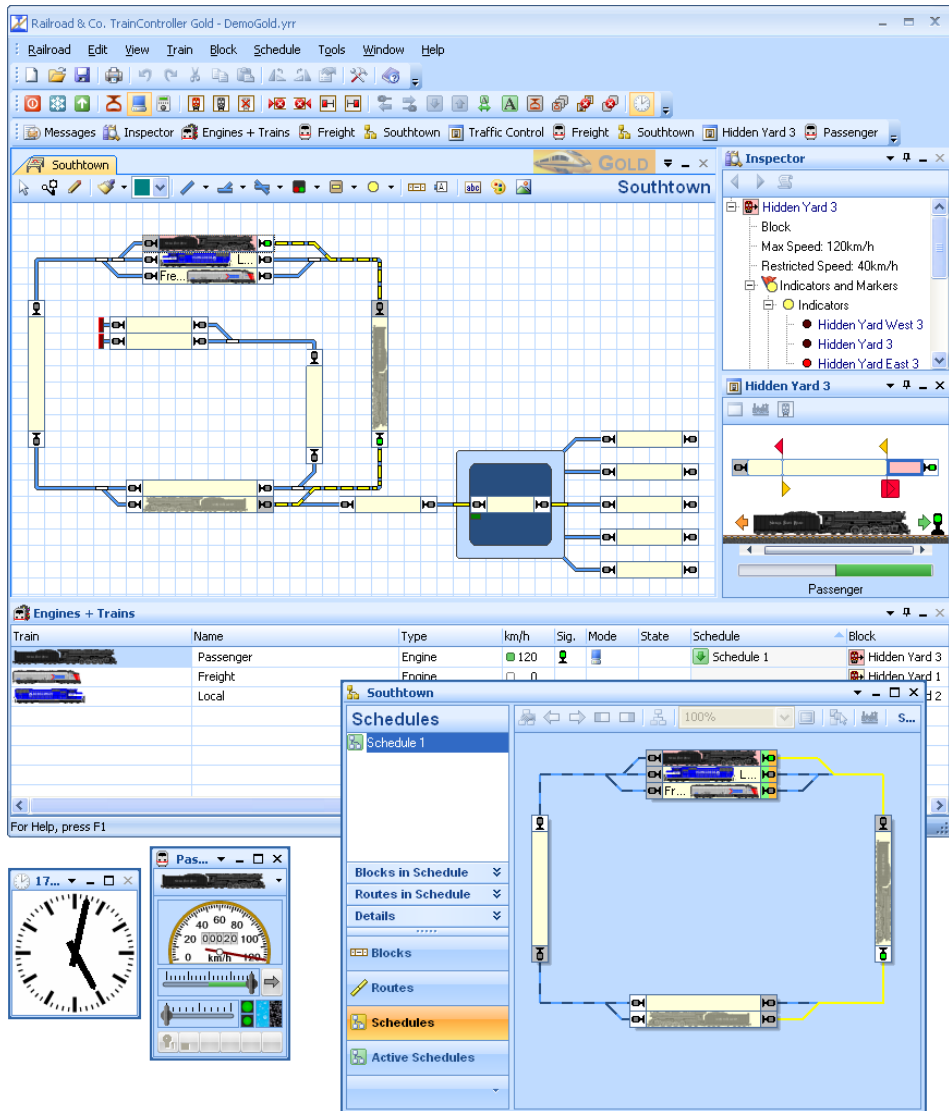 Railroad & Co. TrainController Gold - DemoGold.yrr
Railroad Edit View Train Block Schedule Tools Window Help
Messages Inspector Engines + Trains Freight Southtown Traffic Control Freight Southtown Hidden Yard 3 Passenger
Southtown
GOLD
abc
Southtown
L...
Fre...
Inspector
Hidden Yard 3
Block
Max Speed: 120km/h
Restricted Speed: 40km/h
Indicators and Markers
Indicators
Hidden Yard West 3
Hidden Yard 3
Hidden Yard East 3
Hidden Yard 3
Passenger
Engines + Trains
Train Name Type km/h Sig. Mode State Schedule Block
Passenger Engine 120 Schedule 1 Hidden Yard 3
Freight Engine 0 Hidden Yard 1
Local d 2
For Help, press F1
Southtown
Schedules
100%
S...
Schedule 1
L...
Fr...
Blocks in Schedule
Routes in Schedule
Details
Blocks
Routes
Schedules
Active Schedules
17...
Pas...
0 20 40 60 80 100 120
00020
km/h